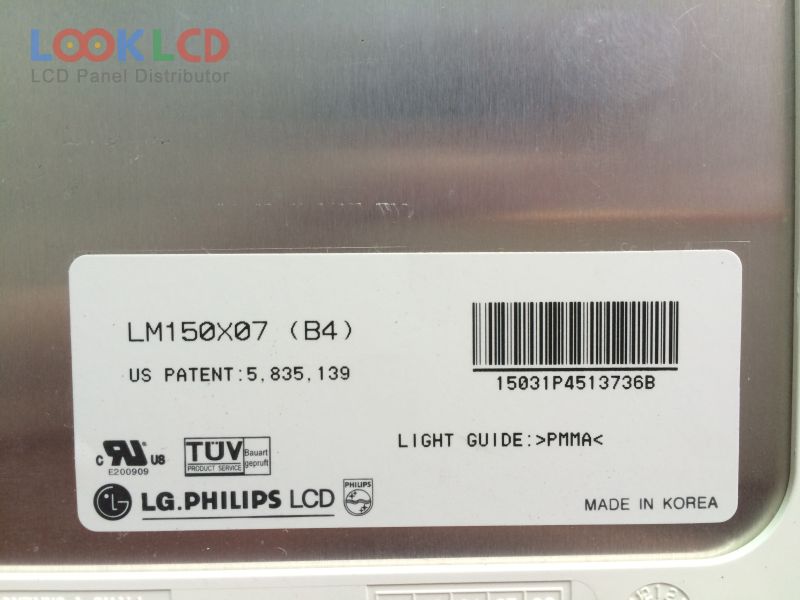 LOOKLCD
LCD Panel Distributor
LM150X07 (B4)
US PATENT:5,835,139
15031P4513736B
LIGHT GUIDE:>PMMA<
c RU US
E200909
TÜV
PRODUCT SERVICE
Bauart
geprüft
LG.PHILIPS LCD
PHILIPS
MADE IN KOREA